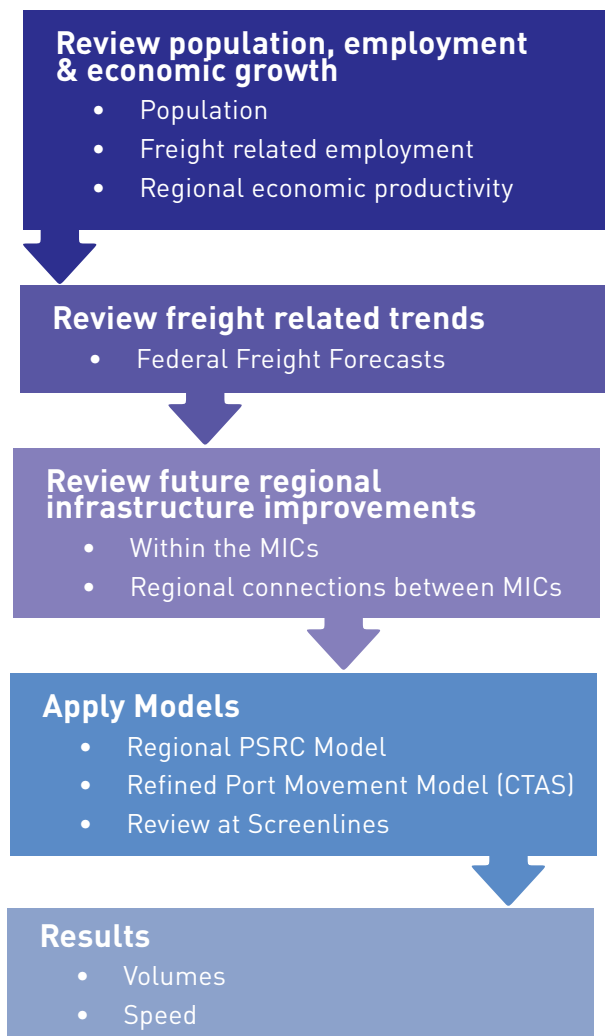 Review population, employment
& economic growth
• Population
• Freight related employment
• Regional economic productivity
Review freight related trends
• Federal Freight Forecasts
Review future regional
infrastructure improvements
• Within the MICs
• Regional connections between MICs
Apply Models
• Regional PSRC Model
• Refined Port Movement Model (CTAS)
• Review at Screenlines
Results
• Volumes
• Speed